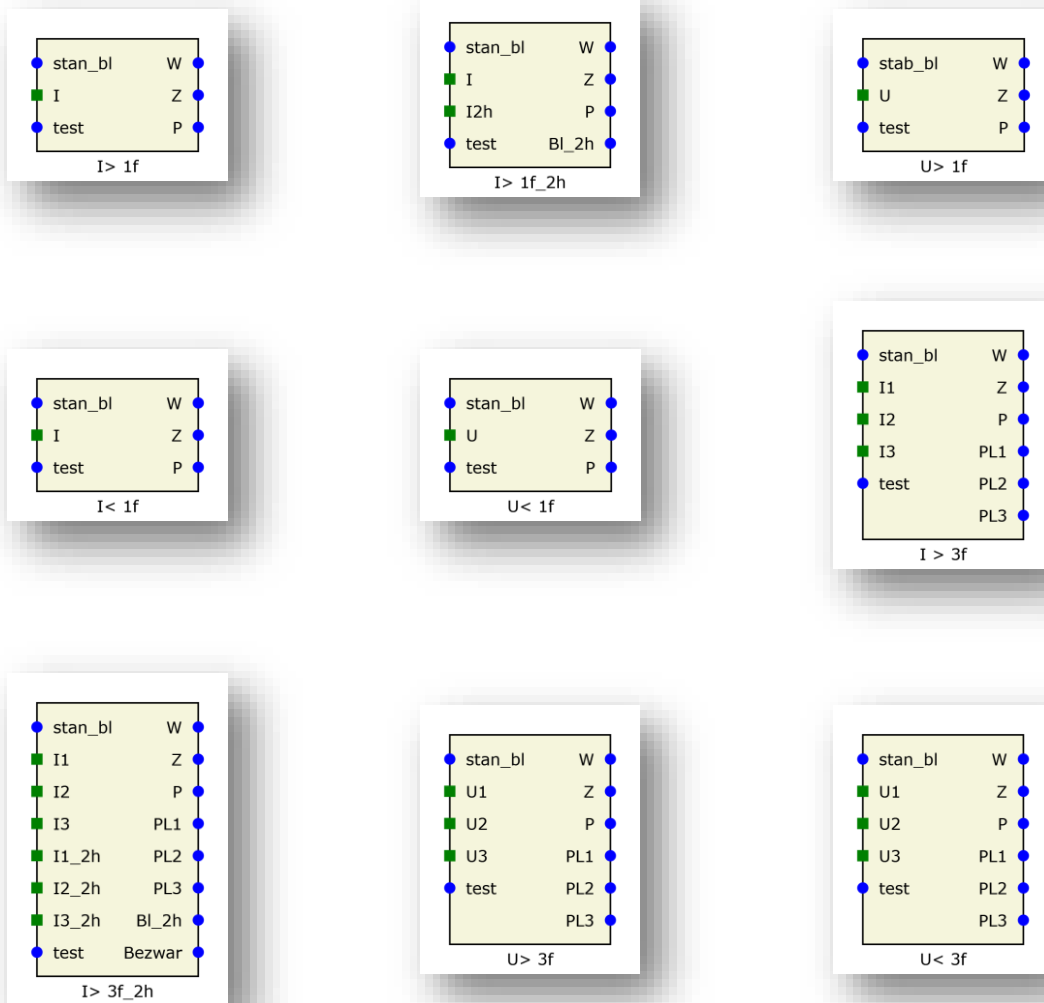 stan_bl W
I Z
test P
I> 1f
stan_bl W
I Z
I2h P
test Bl_2h
I> 1f_2h
stab_bl W
U Z
test P
U> 1f
stan_bl W
I Z
test P
I< 1f
stan_bl W
U Z
test P
U< 1f
stan_bl W
I1 Z
I2 P
I3 PL1
test PL2
PL3
I > 3f
stan_bl W
I1 Z
I2 P
I3 PL1
I1_2h PL2
I2_2h PL3
I3_2h Bl_2h
test Bezwar
I> 3f_2h
stan_bl W
U1 Z
U2 P
U3 PL1
test PL2
PL3
U> 3f
stan_bl W
U1 Z
U2 P
U3 PL1
test PL2
PL3
U< 3f